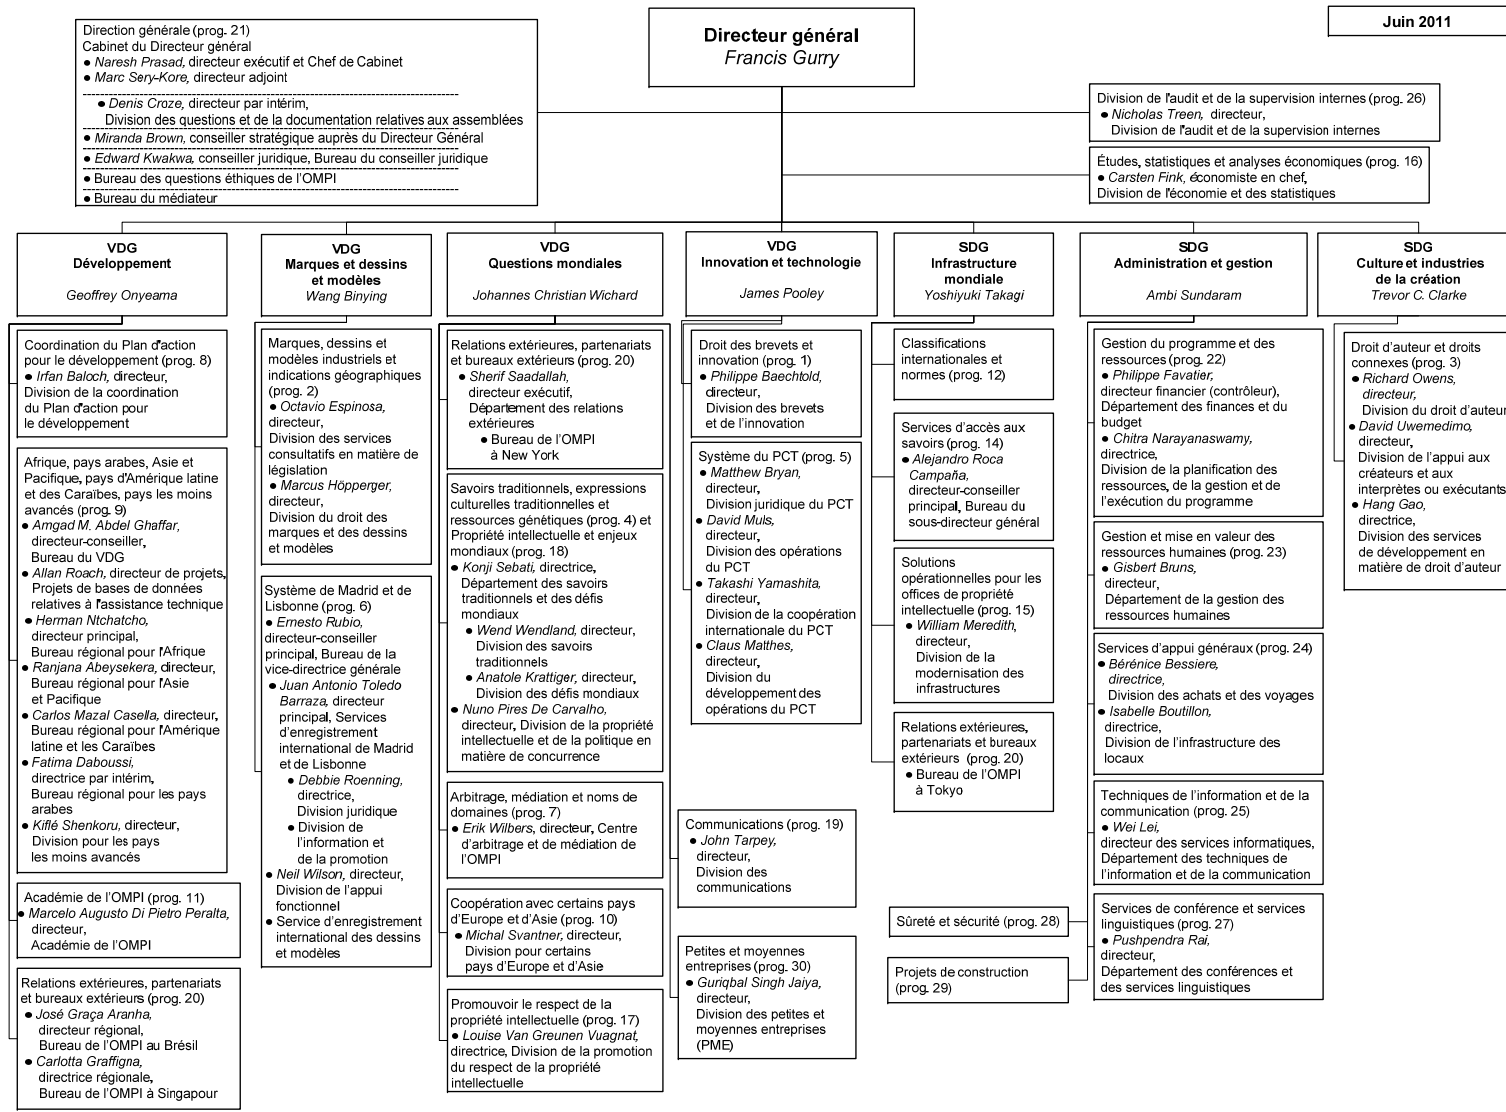 Direction générale (prog. 21)
Cabinet du Directeur général
● Naresh Prasad, directeur exécutif et Chef de Cabinet
● Marc Sery-Kore, directeur adjoint
● Denis Croze, directeur par intérim,
Division des questions et de la documentation relatives aux assemblées
● Miranda Brown, conseiller stratégique auprès du Directeur Général
● Edward Kwakwa, conseiller juridique, Bureau du conseiller juridique
● Bureau des questions éthiques de l'OMPI
● Bureau du médiateur
Directeur général
Francis Gurry
Juin 2011
Division de l'audit et de la supervision internes (prog. 26)
● Nicholas Treen, directeur,
Division de l'audit et de la supervision internes
Études, statistiques et analyses économiques (prog. 16)
● Carsten Fink, économiste en chef,
Division de l'économie et des statistiques
VDG
Développement
Geoffrey Onyeama
Coordination du Plan d'action
pour le développement (prog. 8)
● Irfan Baloch, directeur,
Division de la coordination
du Plan d'action pour
le développement
Afrique, pays arabes, Asie et
Pacifique, pays d'Amérique latine
et des Caraïbes, pays les moins
avancés (prog. 9)
● Amgad M. Abdel Ghaffar,
directeur-conseiller,
Bureau du VDG
● Allan Roach, directeur de projets,
Projets de bases de données
relatives à l'assistance technique
● Herman Ntchatcho,
directeur principal,
Bureau régional pour l'Afrique
● Ranjana Abeysekera, directeur,
Bureau régional pour l'Asie
et Pacifique
● Carlos Mazal Casella, directeur,
Bureau régional pour l'Amérique
latine et les Caraïbes
● Fatima Daboussi,
directrice par intérim,
Bureau régional pour les pays
arabes
● Kiflé Shenkoru, directeur,
Division pour les pays
les moins avancés
Académie de l'OMPI (prog. 11)
● Marcelo Augusto Di Pietro Peralta,
directeur,
Académie de l'OMPI
Relations extérieures, partenariats
et bureaux extérieurs (prog. 20)
● José Graça Aranha,
directeur régional,
Bureau de l'OMPI au Brésil
● Carlotta Graffigna,
directrice régionale,
Bureau de l'OMPI à Singapour
VDG
Marques et dessins
et modèles
Wang Binying
Marques, dessins et
modèles industriels et
indications géographiques
(prog. 2)
● Octavio Espinosa,
directeur,
Division des services
consultatifs en matière de
législation
● Marcus Höpperger,
directeur,
Division du droit des
marques et des dessins
et modèles
Système de Madrid et de
Lisbonne (prog. 6)
● Ernesto Rubio,
directeur-conseiller
principal, Bureau de la
vice-directrice générale
● Juan Antonio Toledo
Barraza, directeur
principal, Services
d'enregistrement
international de Madrid
et de Lisbonne
● Debbie Roenning,
directrice,
Division juridique
● Division de
l'information et
de la promotion
● Neil Wilson, directeur,
Division de l'appui
fonctionnel
● Service d'enregistrement
international des dessins
et modèles
VDG
Questions mondiales
Johannes Christian Wichard
Relations extérieures, partenariats
et bureaux extérieurs (prog. 20)
● Sherif Saadallah,
directeur exécutif,
Département des relations
extérieures
● Bureau de l'OMPI
à New York
Savoirs traditionnels, expressions
culturelles traditionnelles et
ressources génétiques (prog. 4) et
Propriété intellectuelle et enjeux
mondiaux (prog. 18)
● Konji Sebati, directrice,
Département des savoirs
traditionnels et des défis
mondiaux
● Wend Wendland, directeur,
Division des savoirs
traditionnels
● Anatole Krattiger, directeur,
Division des défis mondiaux
● Nuno Pires De Carvalho,
directeur, Division de la propriété
intellectuelle et de la politique en
matière de concurrence
Arbitrage, médiation et noms de
domaines (prog. 7)
● Erik Wilbers, directeur, Centre
d'arbitrage et de médiation de
l'OMPI
Coopération avec certains pays
d'Europe et d'Asie (prog. 10)
● Michal Svantner, directeur,
Division pour certains
pays d'Europe et d'Asie
Promouvoir le respect de la
propriété intellectuelle (prog. 17)
● Louise Van Greunen Vuagnat,
directrice, Division de la promotion
du respect de la propriété
intellectuelle
VDG
Innovation et technologie
James Pooley
Droit des brevets et
innovation (prog. 1)
● Philippe Baechtold,
directeur,
Division des brevets
et de l'innovation
Système du PCT (prog. 5)
● Matthew Bryan,
directeur,
Division juridique du PCT
● David Muls,
directeur,
Division des opérations
du PCT
● Takashi Yamashita,
directeur,
Division de la coopération
internationale du PCT
● Claus Matthes,
directeur,
Division du
développement des
opérations du PCT
Communications (prog. 19)
● John Tarpey,
directeur,
Division des
communications
Petites et moyennes
entreprises (prog. 30)
● Guriqbal Singh Jaiya,
directeur,
Division des petites et
moyennes entreprises
(PME)
SDG
Infrastructure
mondiale
Yoshiyuki Takagi
Classifications
internationales et
normes (prog. 12)
Services d'accès aux
savoirs (prog. 14)
● Alejandro Roca
Campaña,
directeur-conseiller
principal, Bureau du
sous-directeur général
Solutions
opérationnelles pour les
offices de propriété
intellectuelle (prog. 15)
● William Meredith,
directeur,
Division de la
modernisation des
infrastructures
Relations extérieures,
partenariats et bureaux
extérieurs (prog. 20)
● Bureau de l'OMPI
à Tokyo
Sûreté et sécurité (prog. 28)
Projets de construction
(prog. 29)
SDG
Administration et gestion
Ambi Sundaram
Gestion du programme et des
ressources (prog. 22)
● Philippe Favatier,
directeur financier (contrôleur),
Département des finances et du
budget
● Chitra Narayanaswamy,
directrice,
Division de la planification des
ressources, de la gestion et de
l'exécution du programme
Gestion et mise en valeur des
ressources humaines (prog. 23)
● Gisbert Bruns,
directeur,
Département de la gestion des
ressources humaines
Services d'appui généraux (prog. 24)
● Bérénice Bessiere,
directrice,
Division des achats et des voyages
● Isabelle Boutillon,
directrice,
Division de l'infrastructure des
locaux
Techniques de l'information et de la
communication (prog. 25)
● Wei Lei,
directeur des services informatiques,
Département des techniques de
l'information et de la communication
Services de conférence et services
linguistiques (prog. 27)
● Pushpendra Rai,
directeur,
Département des conférences et
des services linguistiques
SDG
Culture et industries
de la création
Trevor C. Clarke
Droit d'auteur et droits
connexes (prog. 3)
● Richard Owens,
directeur,
Division du droit d'auteur
● David Uwemedimo,
directeur,
Division de l'appui aux
créateurs et aux
interprètes ou exécutants
● Hang Gao,
directrice,
Division des services
de développement en
matière de droit d'auteur